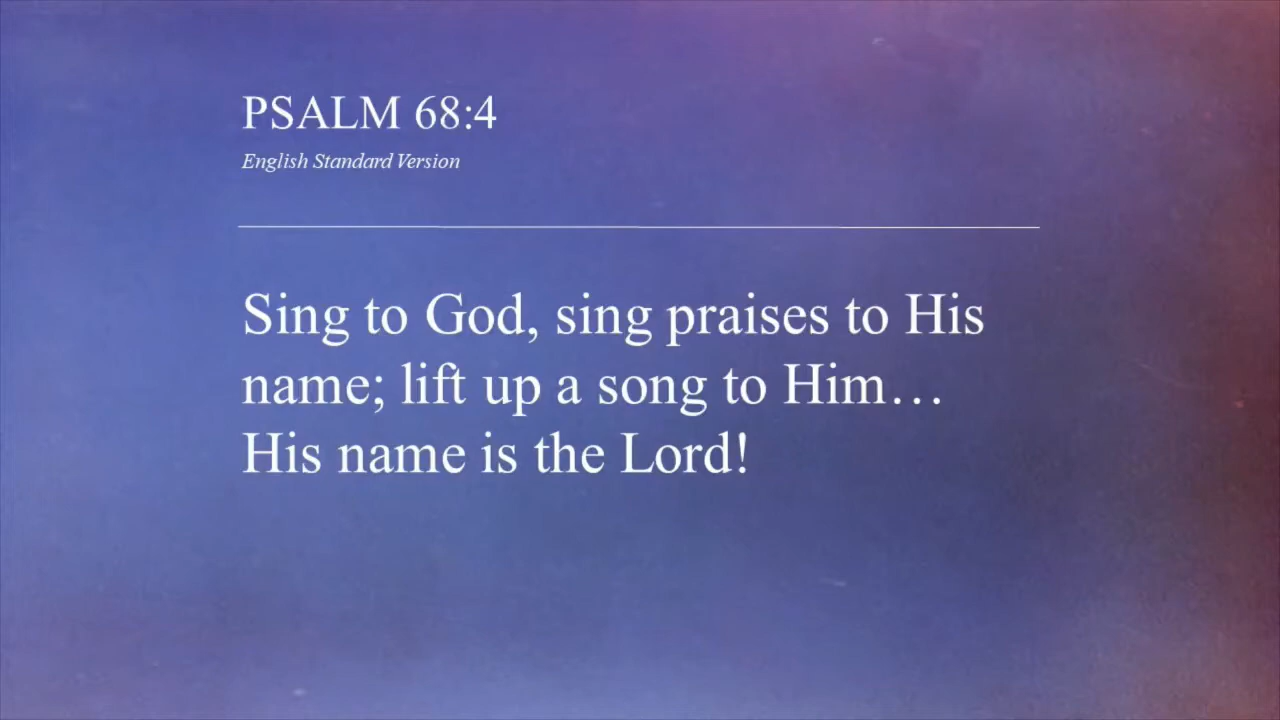 PSALM 68:4
English Standard Version
Sing to God, sing praises to His
name; lift up a song to Him…
His name is the Lord!